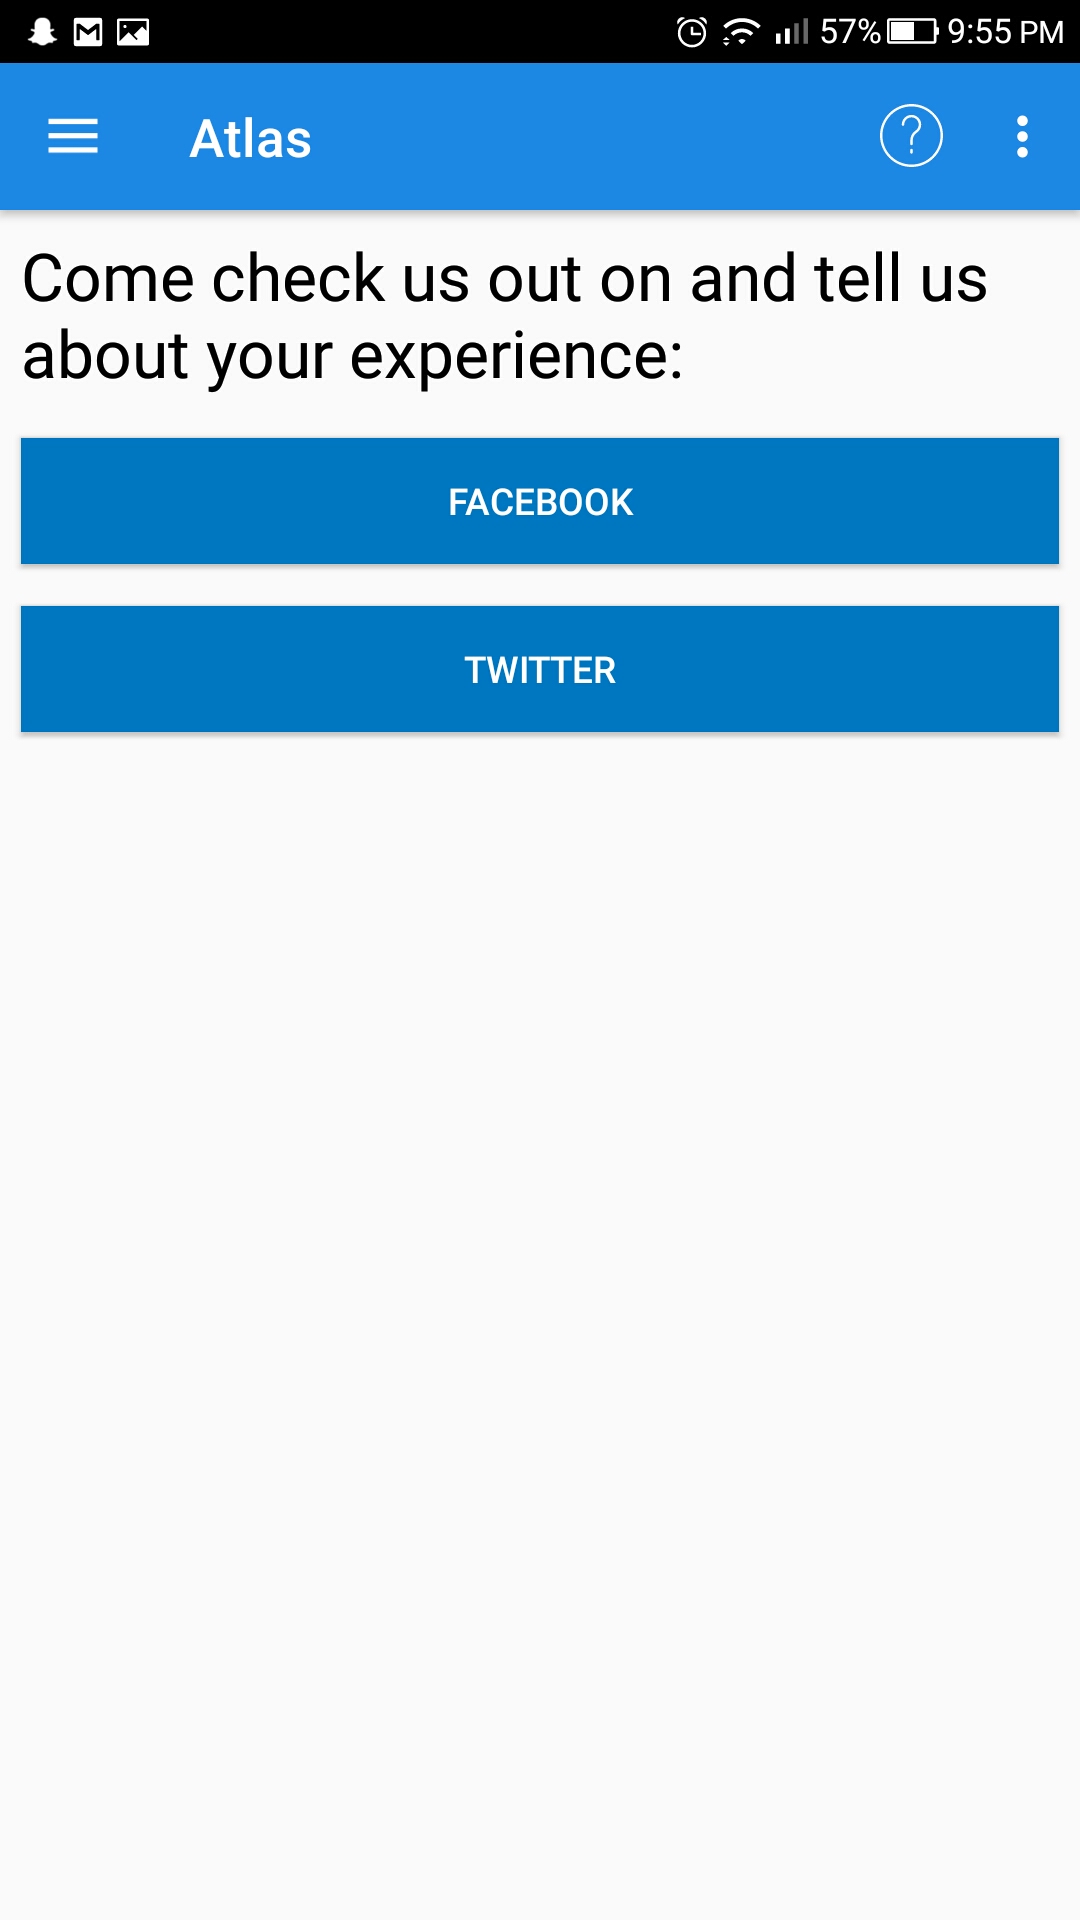 57% 9:55 PM
Atlas
Come check us out on and tell us
about your experience:
FACEBOOK
TWITTER